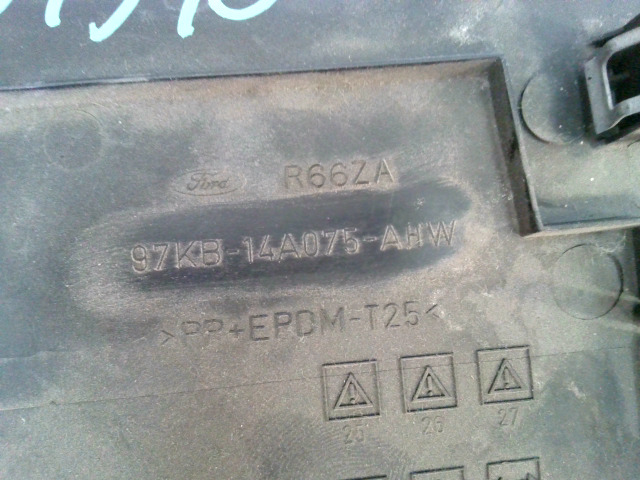 Ford R66ZA
97KB-14A075-AHW
>PP+EPDM-T25<
25 26 27